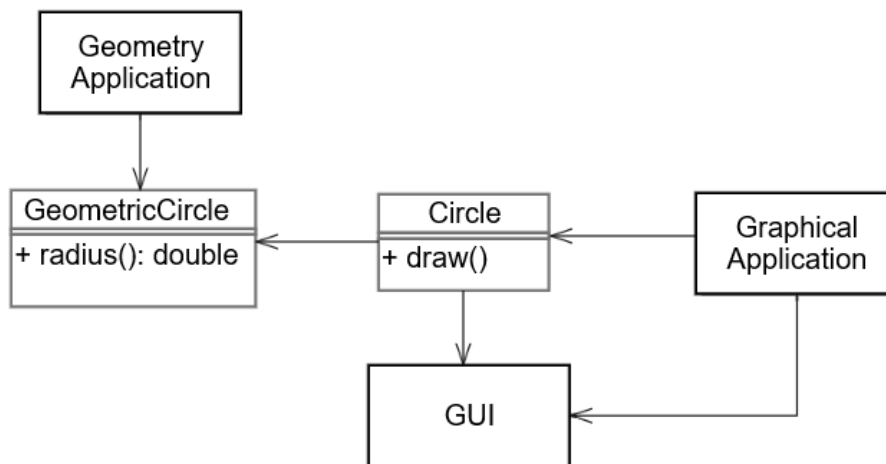 Geometry
Application
GeometricCircle
+ radius(): double
Circle
+ draw()
Graphical
Application
GUI